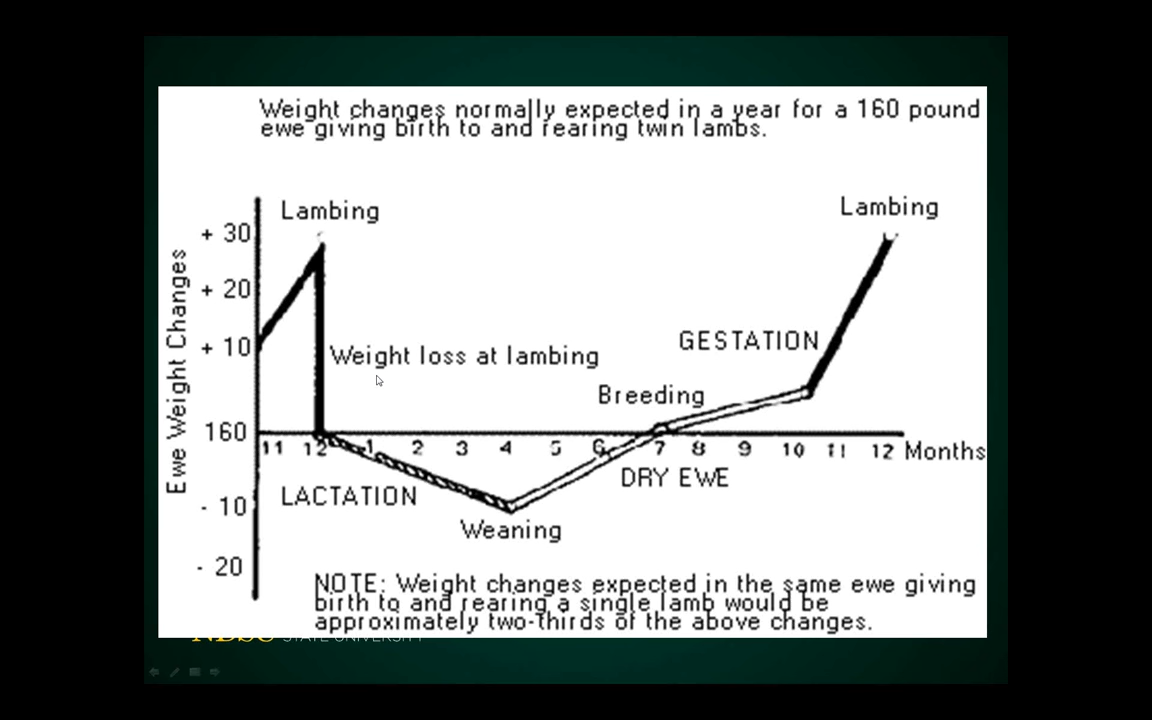 Weight changes normally expected in a year for a 160 pound
ewe giving birth to and rearing twin lambs.
Lambing
Lambing
+ 30
+ 20
+ 10
160
- 10
- 20
Ewe Weight Changes
Weight loss at lambing
GESTATION
Breeding
11 12 1 2 3 4 5 6 7 8 9 10 11 12 Months
DRY EWE
LACTATION
Weaning
NOTE: Weight changes expected in the same ewe giving
birth to and rearing a single lamb would be
approximately two-thirds of the above changes.
NDSU STATE UNIVERSITY